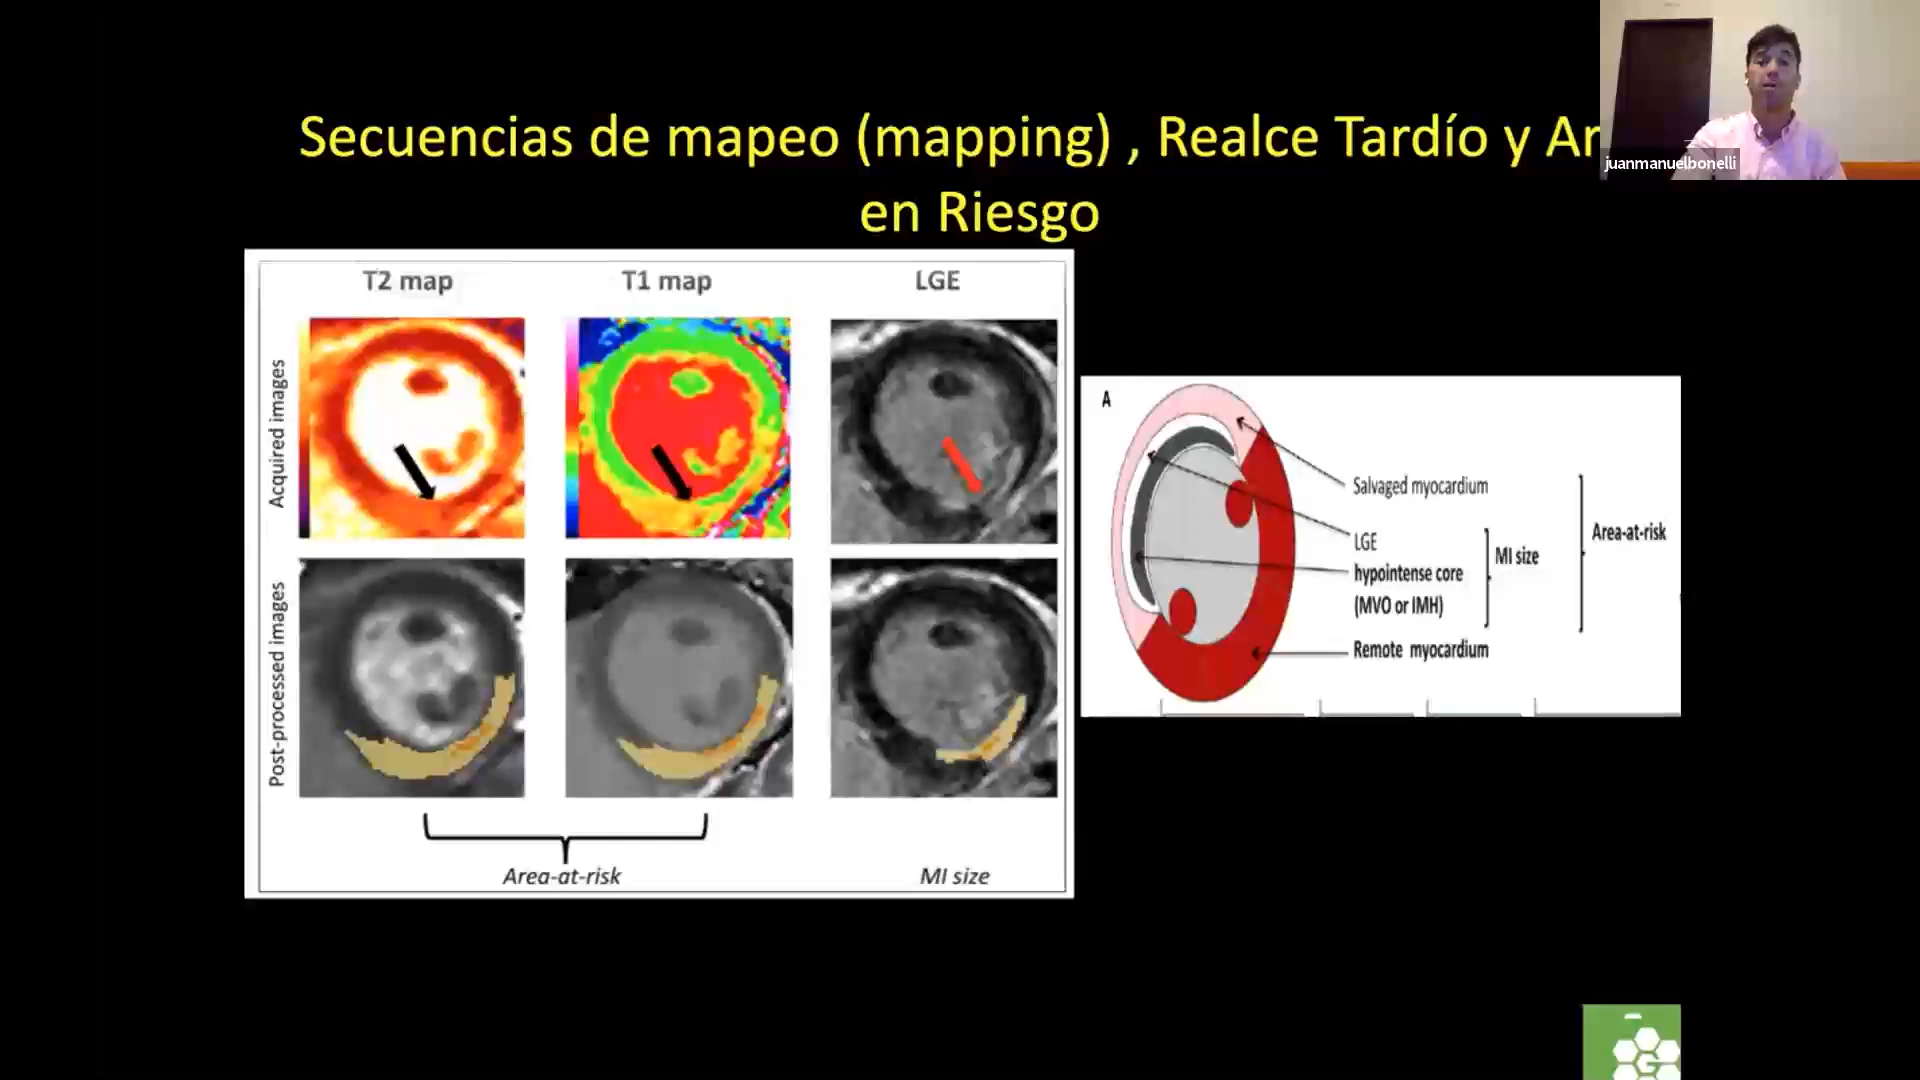 Secuencias de mapeo (mapping) , Realce Tardío y Ar
en Riesgo
juanmanuelbonelli
T2 map
T1 map
LGE
Acquired images
Post-processed images
Area-at-risk
MI size
A
Salvaged myocardium
LGE
hypointense core
(MVO or IMH)
MI size
Area-at-risk
Remote myocardium